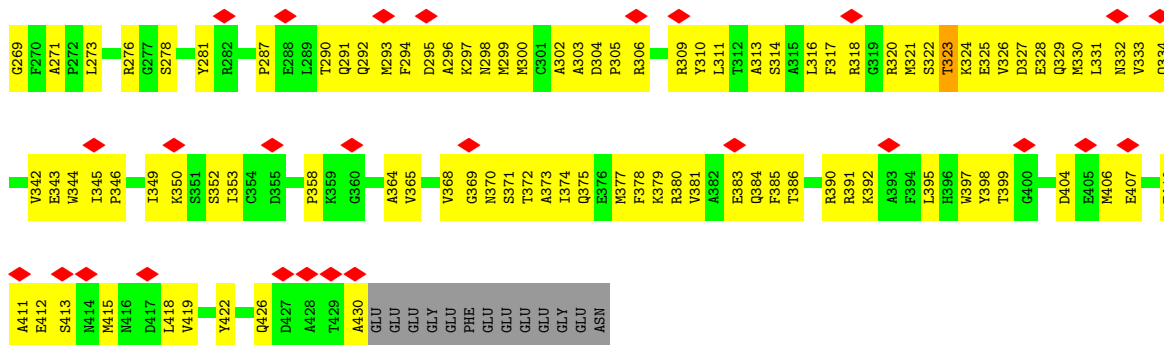 G269 F270 A271 P272 L273 R276 G277 S278 Y281 R282 P287 E288 L289 T290 Q291 Q292 M293 F294 D295 A296 K297 N298 M299 M300 C301 A302 A303 D304 P305 R306 R309 Y310 L311 T312 A313 S314 A315 L316 F317 R318 G319 R320 M321 S322 T323 K324 E325 V326 D327 E328 Q329 M330 L331 N332 V333 Q334
V342 E343 W344 I345 P346 I349 K350 S351 S352 I353 C354 D355 P358 K359 G360 A364 V365 V368 G369 N370 S371 T372 A373 I374 Q375 E376 M377 F378 K379 R380 V381 A382 E383 Q384 F385 T386 R390 R391 K392 A393 F394 L395 H396 W397 Y398 T399 G400 D404 E405 M406 E407
A411 E412 S413 N414 M415 N416 D417 L418 V419 Y422 Q426 D427 A428 T429 A430 GLU GLU GLU GLY GLU PHE GLU GLU GLU GLU GLY GLU ASN